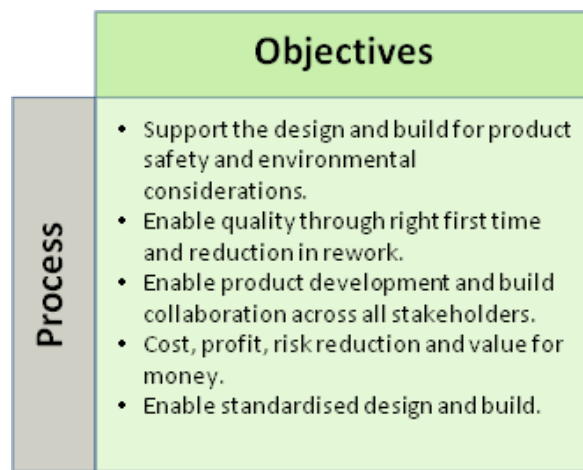 Objectives
Process
• Support the design and build for product
safety and environmental
considerations.
• Enable quality through right first time
and reduction in rework.
• Enable product development and build
collaboration across all stakeholders.
• Cost, profit, risk reduction and value for
money.
• Enable standardised design and build.